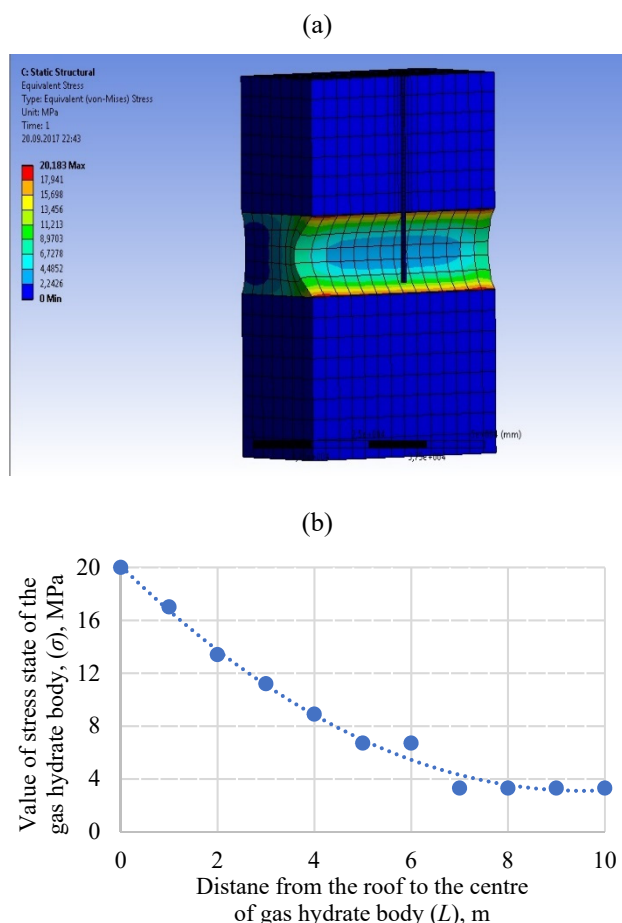 (a)
C: Static Structural
Equivalent Stress
Type: Equivalent (von-Mises) Stress
Unit: MPa
Time: 1
20.09.2017 22:43
20,183 Max
17,941
15,698
13,456
11,213
8,9703
6,7278
4,4852
2,2426
0 Min
(mm)
(b)
Value of stress state of the
gas hydrate body, (σ), MPa
20
16
12
8
4
0
0 2 4 6 8 10
Distane from the roof to the centre
of gas hydrate body (L), m